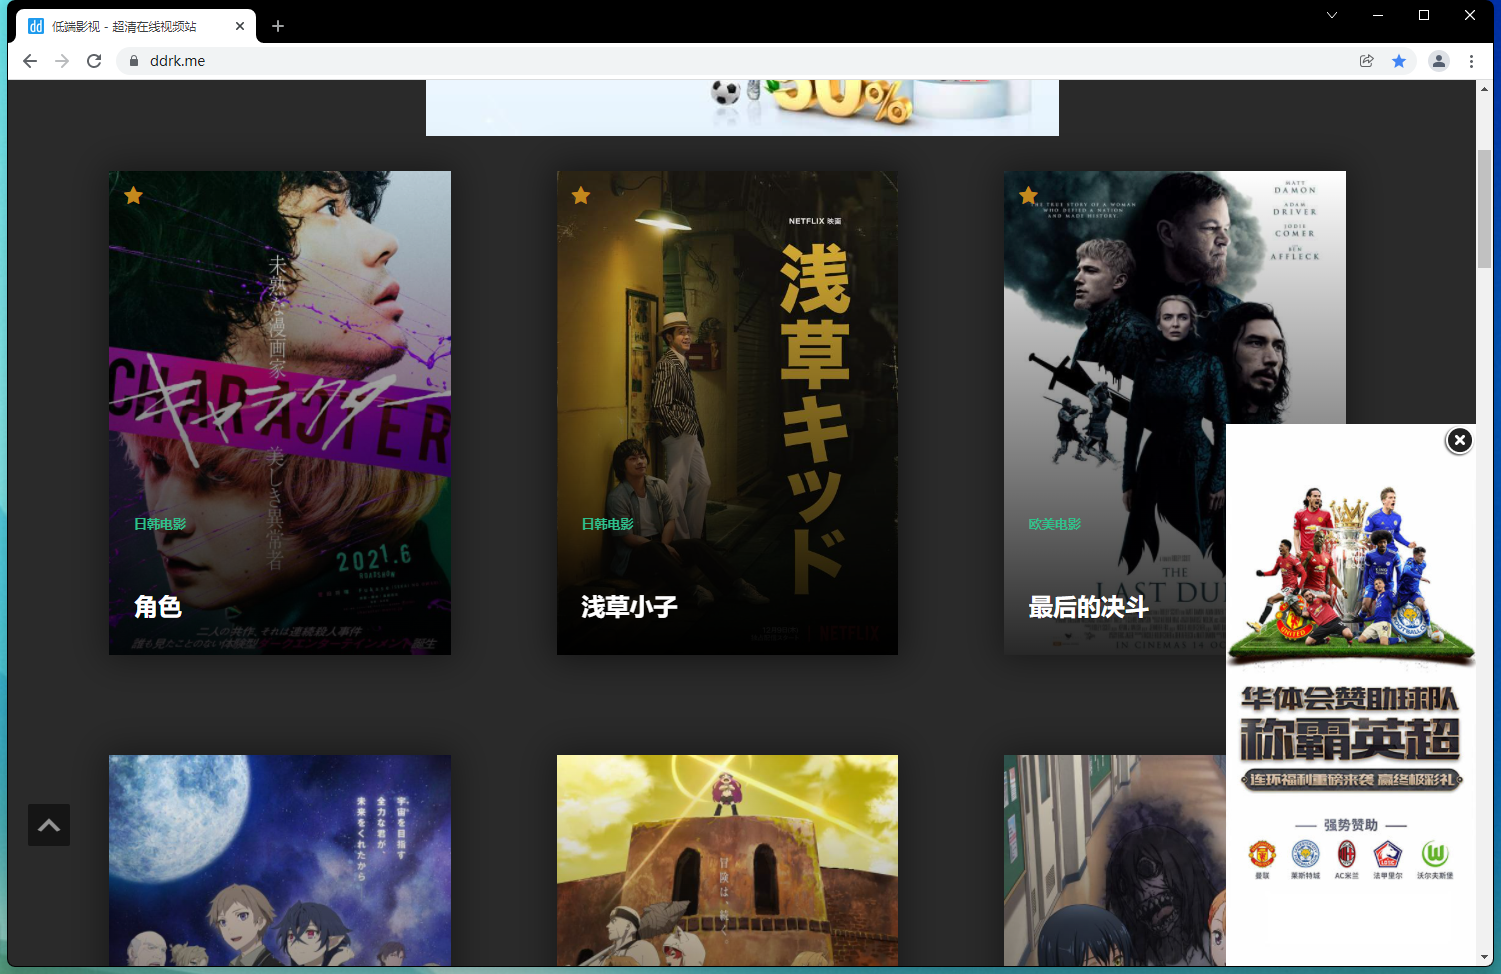 低端影视 - 超清在线视频站
ddrk.me
50%
未熟な漫画家
CHARACTER
キャラクター
美しき異常者
日韩电影
2021.6
ROADSHOW
角色
二人の共作、それは連続殺人事件
誰も見たことのない体験型ダークエンターテインメント誕生
NETFLIX 映画
浅草キッド
日韩电影
浅草小子
NETFLIX
MATT
DAMON
ADAM
DRIVER
JODIE
COMER
BEN
AFFLECK
THE TRUE STORY OF A WOMAN
WHO DEFIED A NATION
AND MADE HISTORY.
欧美电影
THE
LAST DU
最后的决斗
IN CINEMAS 14 OC
宇宙を目指す
全力な君が、
未来をくれたから
冒険は、続く
UNITED
华体会赞助球队
称霸英超
连环福利重磅来袭 赢终极彩礼
强势赞助
曼联
莱斯特城
AC米兰
法甲里尔
沃尔夫斯堡